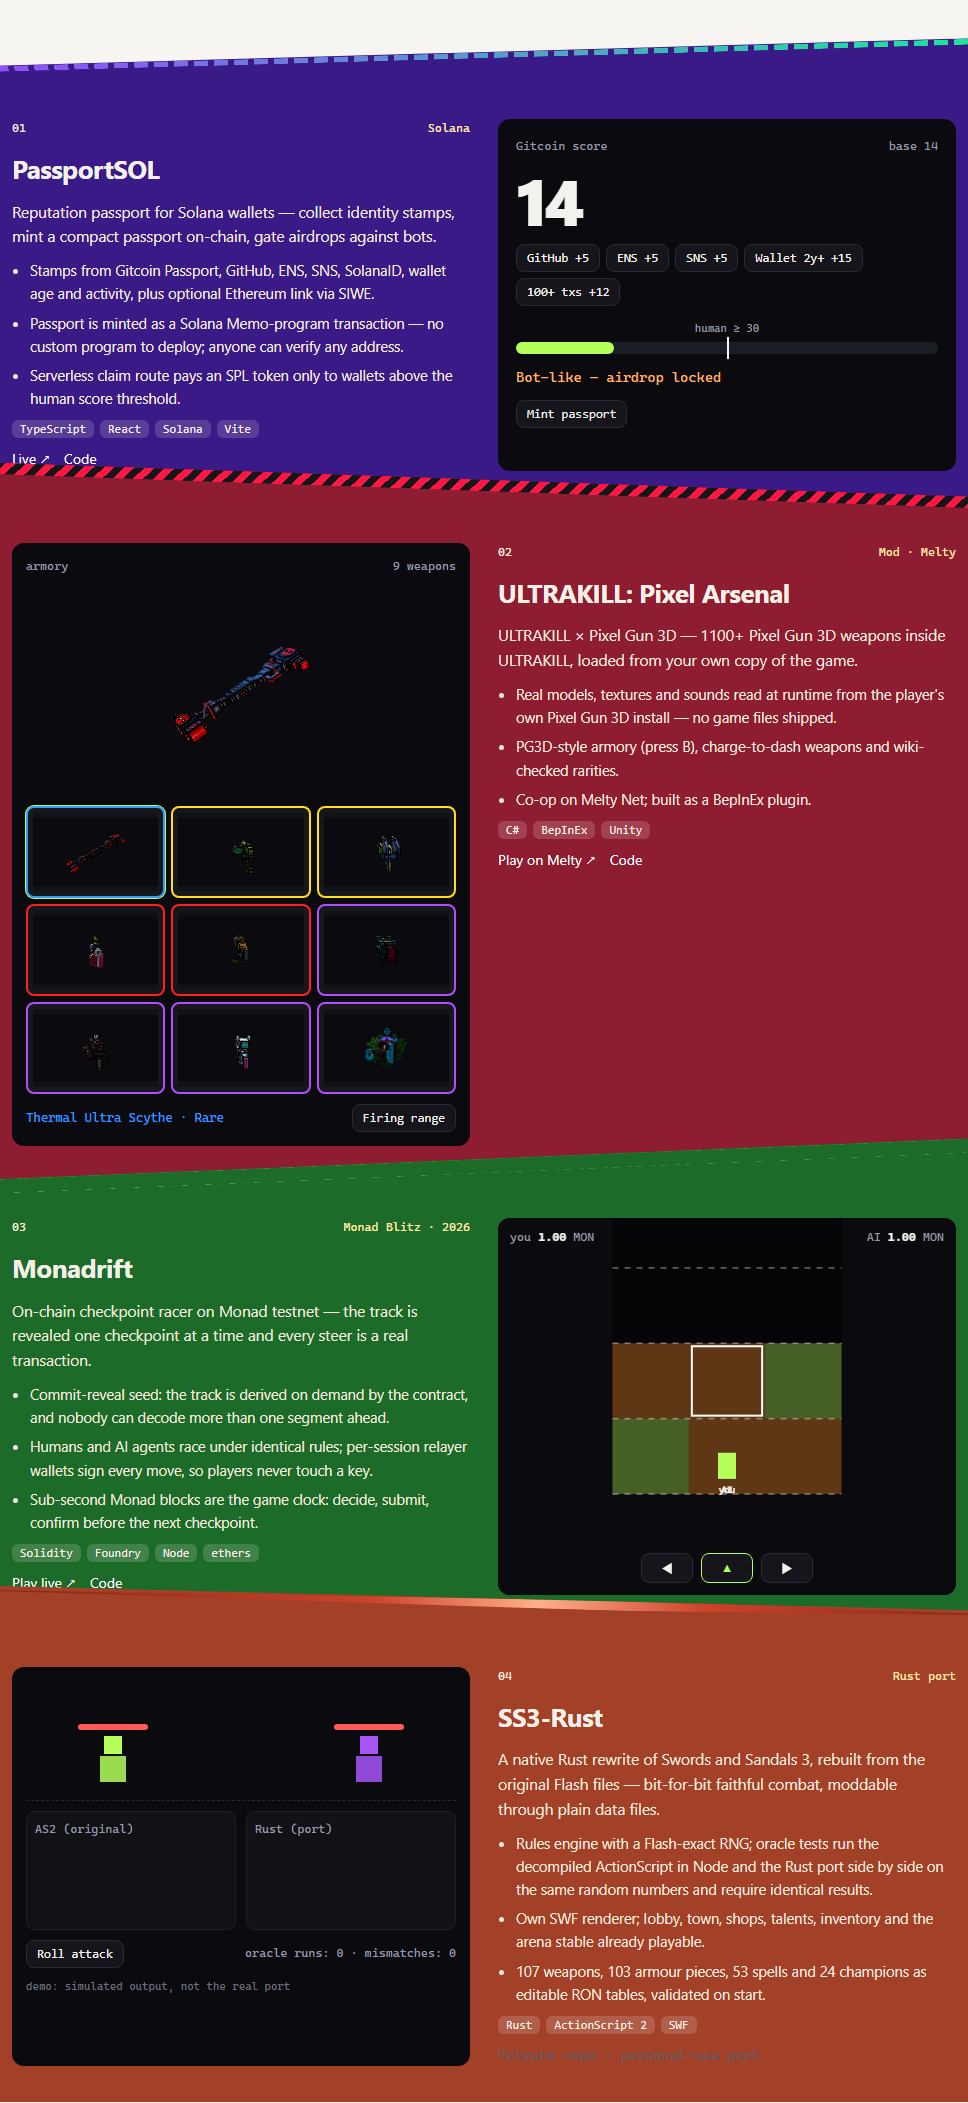 01
Solana
PassportSOL
Reputation passport for Solana wallets — collect identity stamps,
mint a compact passport on-chain, gate airdrops against bots.
• Stamps from Gitcoin Passport, GitHub, ENS, SNS, SolanaID, wallet
age and activity, plus optional Ethereum link via SIWE.
• Passport is minted as a Solana Memo-program transaction — no
custom program to deploy; anyone can verify any address.
• Serverless claim route pays an SPL token only to wallets above the
human score threshold.
TypeScript React Solana Vite
Live ↗ Code
Gitcoin score
base 14
14
GitHub +5 ENS +5 SNS +5 Wallet 2y+ +15
100+ txs +12
human ≥ 30
Bot-like — airdrop locked
Mint passport
armory
9 weapons
Thermal Ultra Scythe · Rare
Firing range
02
Mod · Melty
ULTRAKILL: Pixel Arsenal
ULTRAKILL × Pixel Gun 3D — 1100+ Pixel Gun 3D weapons inside
ULTRAKILL, loaded from your own copy of the game.
• Real models, textures and sounds read at runtime from the player's
own Pixel Gun 3D install — no game files shipped.
• PG3D-style armory (press B), charge-to-dash weapons and wiki-
checked rarities.
• Co-op on Melty Net; built as a BepInEx plugin.
C# BepInEx Unity
Play on Melty ↗ Code
03
Monad Blitz · 2026
Monadrift
On-chain checkpoint racer on Monad testnet — the track is
revealed one checkpoint at a time and every steer is a real
transaction.
• Commit-reveal seed: the track is derived on demand by the contract,
and nobody can decode more than one segment ahead.
• Humans and AI agents race under identical rules; per-session relayer
wallets sign every move, so players never touch a key.
• Sub-second Monad blocks are the game clock: decide, submit,
confirm before the next checkpoint.
Solidity Foundry Node ethers
Play live ↗ Code
you 1.00 MON
AI 1.00 MON
AS2 (original)
Rust (port)
Roll attack
oracle runs: 0 · mismatches: 0
demo: simulated output, not the real port
04
Rust port
SS3-Rust
A native Rust rewrite of Swords and Sandals 3, rebuilt from the
original Flash files — bit-for-bit faithful combat, moddable
through plain data files.
• Rules engine with a Flash-exact RNG; oracle tests run the
decompiled ActionScript in Node and the Rust port side by side on
the same random numbers and require identical results.
• Own SWF renderer; lobby, town, shops, talents, inventory and the
arena stable already playable.
• 107 weapons, 103 armour pieces, 53 spells and 24 champions as
editable RON tables, validated on start.
Rust ActionScript 2 SWF
Private repo · personal-use port